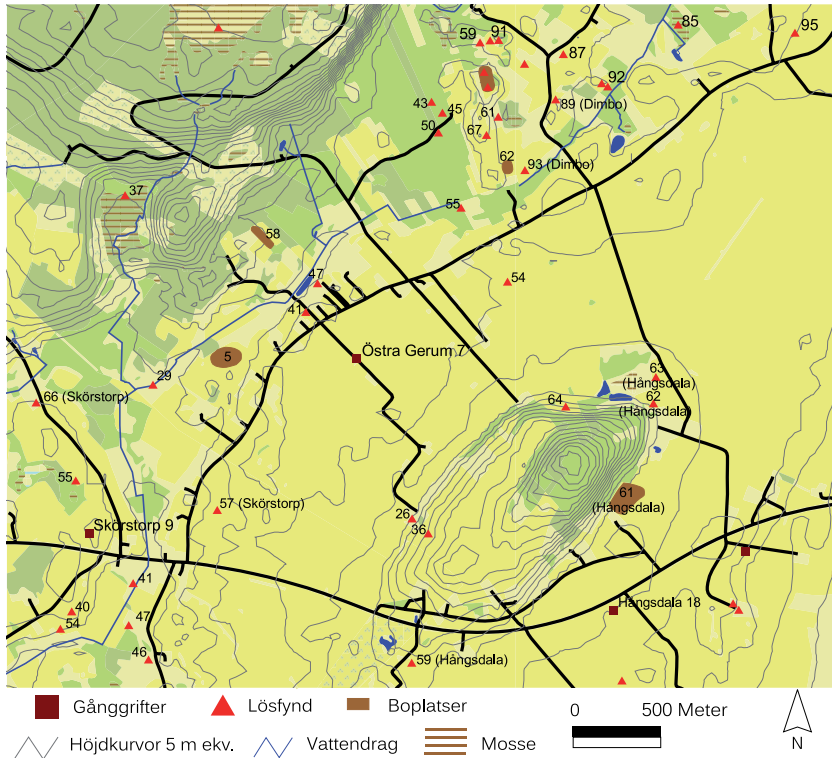 59
91
85
95
87
92
43
45
89 (Dimbo)
50
61
67
62
93 (Dimbo)
37
55
58
47
54
41
Östra Gerum 7
5
29
63
(Hångsdala)
66 (Skörstorp)
64
62
(Hångsdala)
55
57 (Skörstorp)
61
(Hångsdala)
26
36
Skörstorp 9
41
40
54
47
46
Hångsdala 18
59 (Hångsdala)
Gånggrifter
Lösfynd
Boplatser
0 500 Meter
N
Höjdkurvor 5 m ekv.
Vattendrag
Mosse